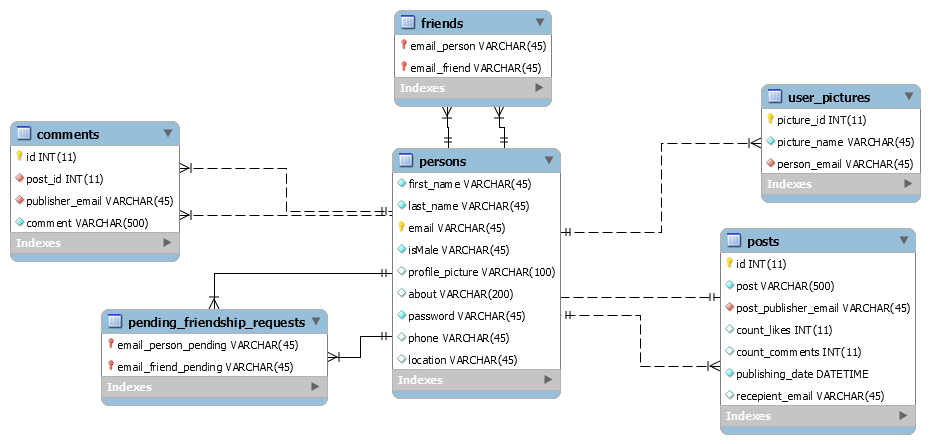 friends
email_person VARCHAR(45)
email_friend VARCHAR(45)
Indexes
user_pictures
picture_id INT(11)
picture_name VARCHAR(45)
person_email VARCHAR(45)
Indexes
comments
id INT(11)
post_id INT(11)
publisher_email VARCHAR(45)
comment VARCHAR(500)
Indexes
persons
first_name VARCHAR(45)
last_name VARCHAR(45)
email VARCHAR(45)
isMale VARCHAR(45)
profile_picture VARCHAR(100)
about VARCHAR(200)
password VARCHAR(45)
phone VARCHAR(45)
location VARCHAR(45)
Indexes
posts
id INT(11)
post VARCHAR(500)
post_publisher_email VARCHAR(45)
count_likes INT(11)
count_comments INT(11)
publishing_date DATETIME
recepient_email VARCHAR(45)
Indexes
pending_friendship_requests
email_person_pending VARCHAR(45)
email_friend_pending VARCHAR(45)
Indexes